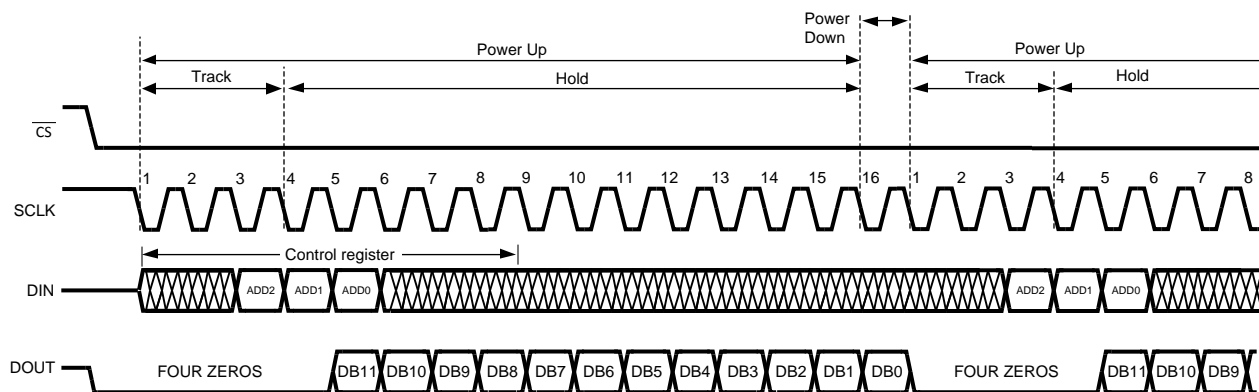 Power Down
Power Up
Power Up
Track
Hold
Track
Hold
CS
1 2 3 4 5 6 7 8 9 10 11 12 13 14 15 16 1 2 3 4 5 6 7 8
SCLK
Control register
DIN
ADD2 ADD1 ADD0 ADD2 ADD1 ADD0
DOUT
FOUR ZEROS DB11 DB10 DB9 DB8 DB7 DB6 DB5 DB4 DB3 DB2 DB1 DB0 FOUR ZEROS DB11 DB10 DB9